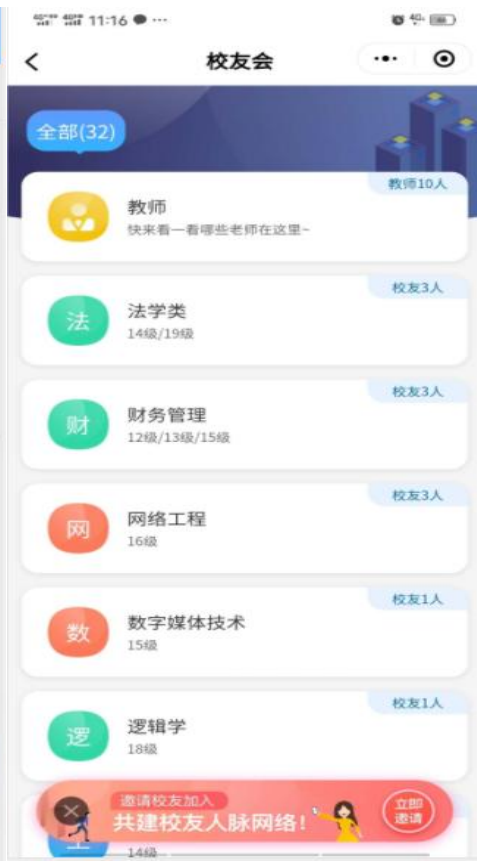 11:16
校友会
全部(32)
教师10人
教师
快来看一看哪些老师在这里~
校友3人
法
法学类
14级/19级
校友3人
财
财务管理
12级/13级/15级
校友3人
网
网络工程
16级
校友1人
数
数字媒体技术
15级
校友1人
逻
逻辑学
18级
邀请校友加入
共建校友人脉网络!
立即
邀请
14级